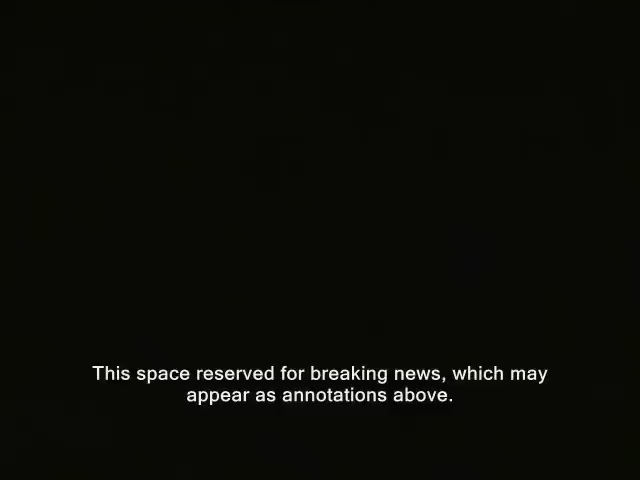 This space reserved for breaking news, which may
appear as annotations above.